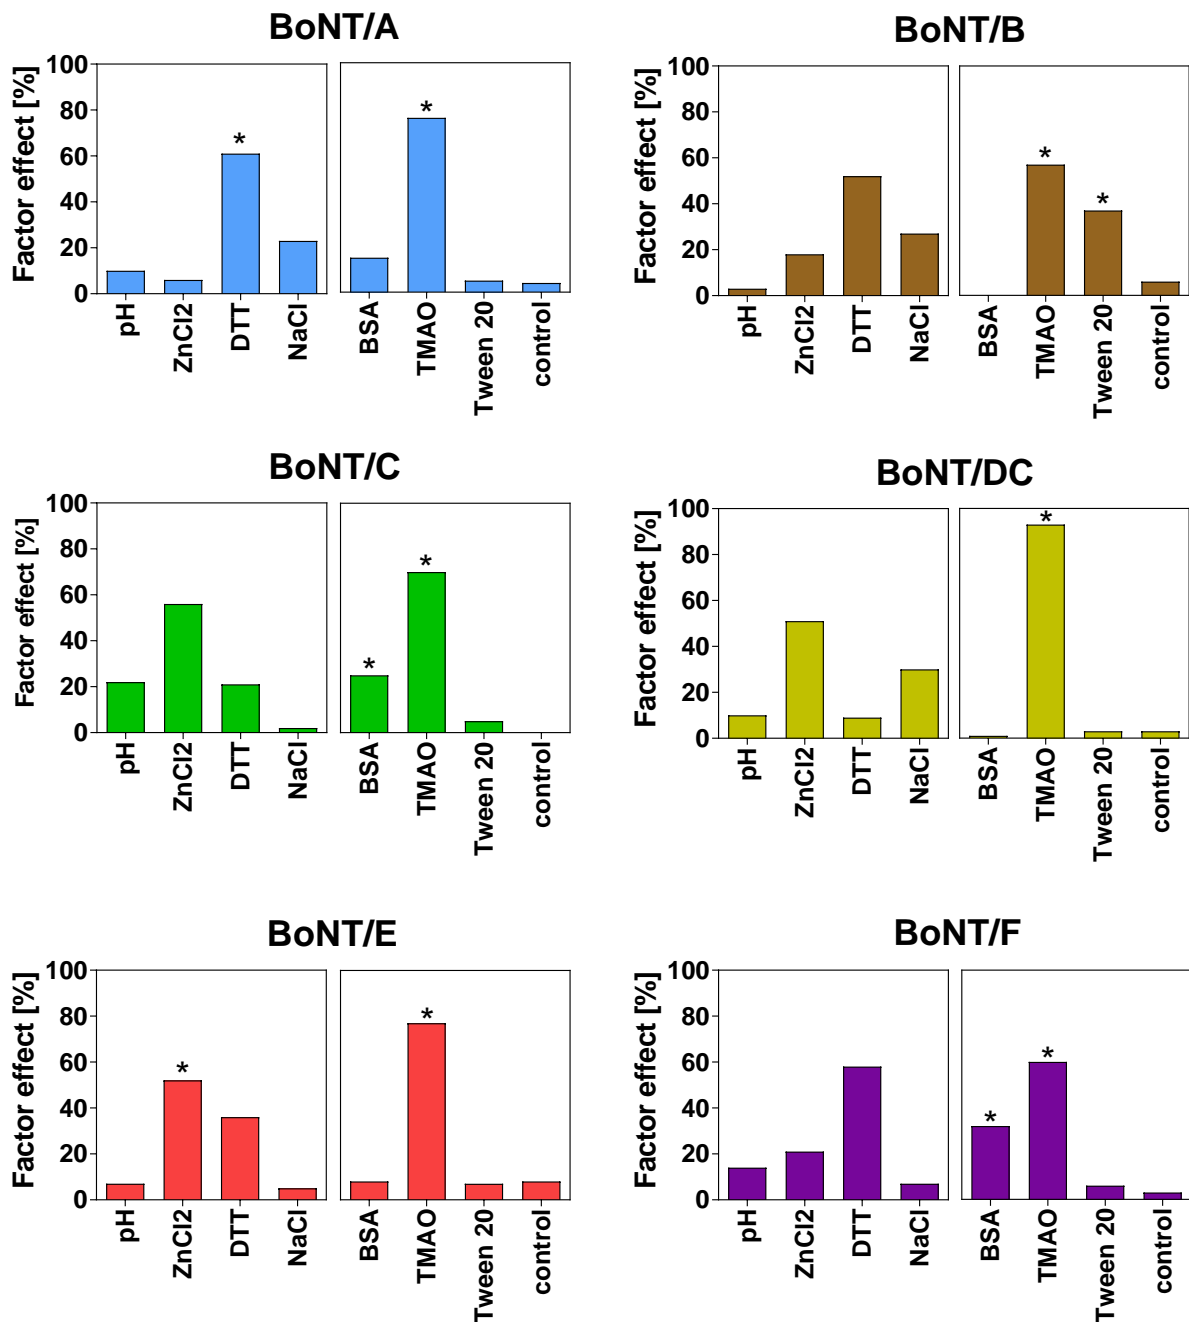 BoNT/A
Factor effect [%]
100
80
60
40
20
0
*
*
pH
ZnCl2
DTT
NaCl
BSA
TMAO
Tween 20
control
BoNT/B
Factor effect [%]
100
80
60
40
20
0
*
*
pH
ZnCl2
DTT
NaCl
BSA
TMAO
Tween 20
control
BoNT/C
Factor effect [%]
100
80
60
40
20
0
*
*
pH
ZnCl2
DTT
NaCl
BSA
TMAO
Tween 20
control
BoNT/DC
Factor effect [%]
100
80
60
40
20
0
*
pH
ZnCl2
DTT
NaCl
BSA
TMAO
Tween 20
control
BoNT/E
Factor effect [%]
100
80
60
40
20
0
*
*
pH
ZnCl2
DTT
NaCl
BSA
TMAO
Tween 20
control
BoNT/F
Factor effect [%]
100
80
60
40
20
0
*
*
pH
ZnCl2
DTT
NaCl
BSA
TMAO
Tween 20
control